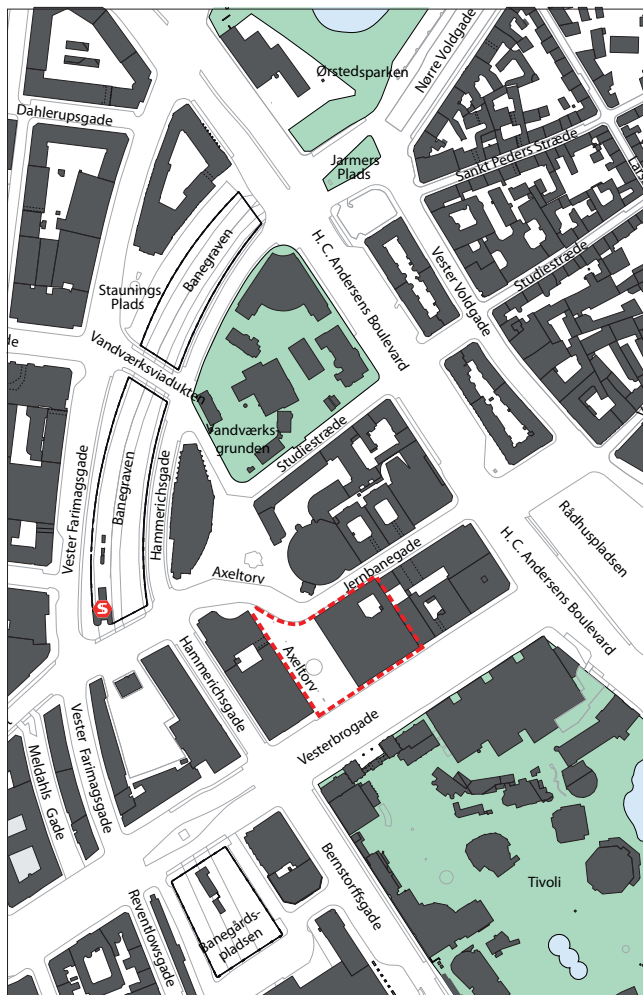 Ørstedsparken
Nørre Voldgade
Dahlerupsgade
Jarmers
Plads
Sankt Peders Stræde
Lars
H. C. Andersens Boulevard
Vester Voldgade
Studiestræde
Banegraven
Staunings
Plads
de
Vandværksviadukten
Vandværks-
grunden
Studiestræde
Vester Farimagsgade
Banegraven
Hammerichsgade
Rådhuspladsen
H. C. Andersens Boulevard
Axeltorv
Jernbanegade
S
Hammerichsgade
Axeltorv
Vesterbrogade
Vester Farimagsgade
Meldahls Gade
Bernstorffsgade
Tivoli
Banegårds-
pladsen
Reventlowsgade